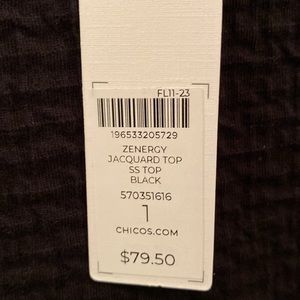 FL11-23
196533205729
ZENERGY
JACQUARD TOP
SS TOP
BLACK
570351616
1
CHICOS.COM
$79.50